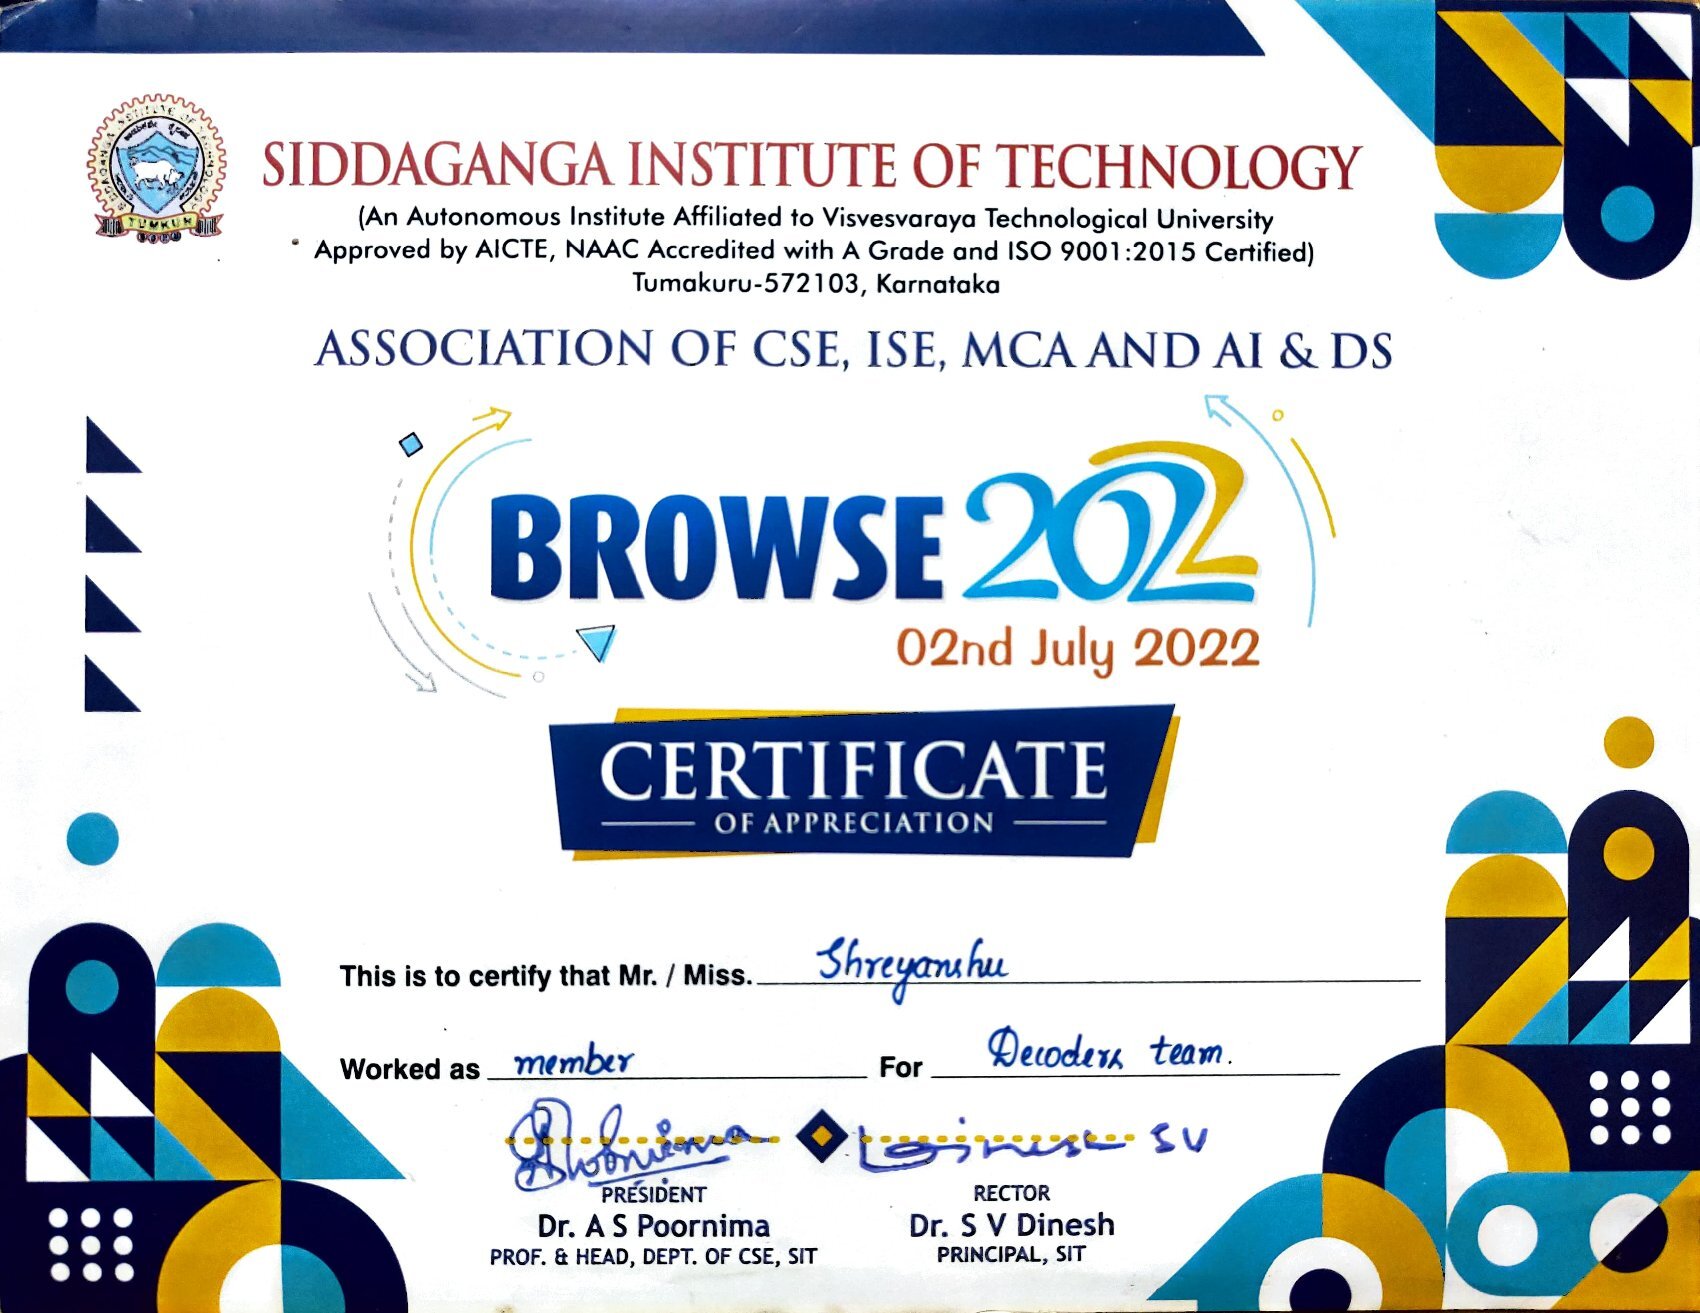 SIDDAGANGA INSTITUTE OF TECHNOLOGY
(An Autonomous Institute Affiliated to Visvesvaraya Technological University
Approved by AICTE, NAAC Accredited with A Grade and ISO 9001:2015 Certified)
Tumakuru-572103, Karnataka
TUMKUR
ASSOCIATION OF CSE, ISE, MCA AND AI & DS
BROWSE 2022
02nd July 2022
CERTIFICATE
OF APPRECIATION
This is to certify that Mr. / Miss. Shreyanshu
Worked as member For Decoders team.
Poornima Dinesh S V
PRESIDENT RECTOR
Dr. A S Poornima Dr. S V Dinesh
PROF. & HEAD, DEPT. OF CSE, SIT PRINCIPAL, SIT